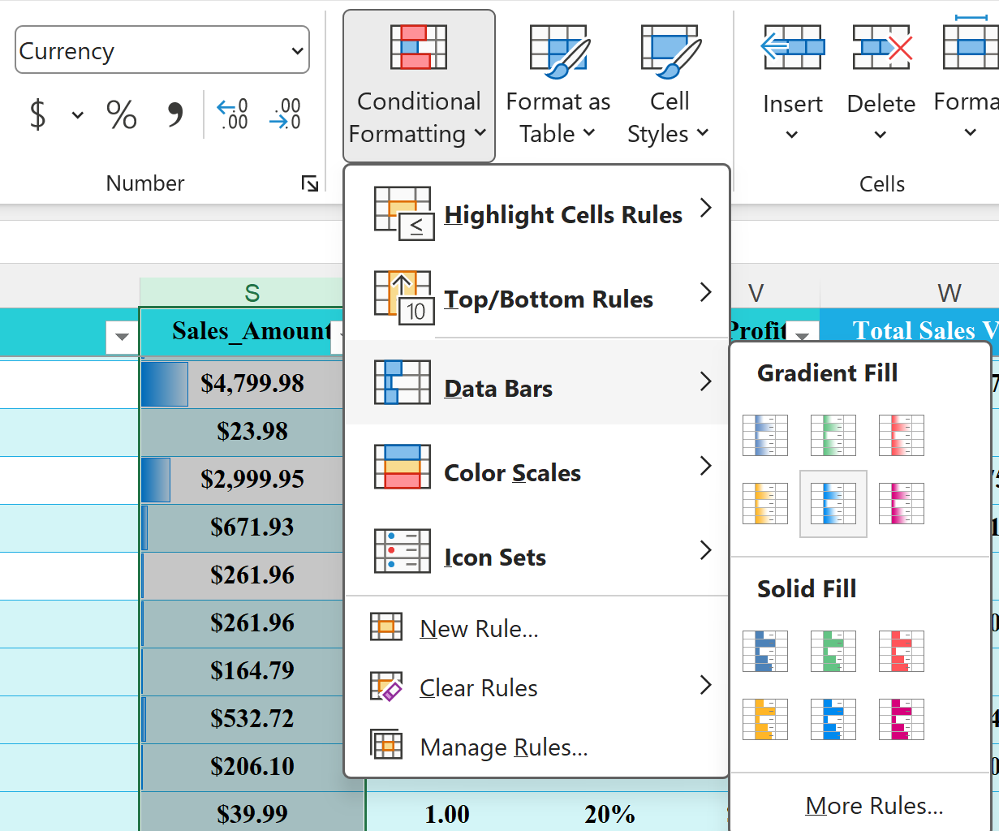 Currency
$ % , .00 .00
Number
Conditional Formatting
Format as Table
Cell Styles
Insert
Delete
Forma
Cells
Highlight Cells Rules
Top/Bottom Rules
Data Bars
Color Scales
Icon Sets
New Rule...
Clear Rules
Manage Rules...
Gradient Fill
Solid Fill
More Rules...
S V W
Sales_Amount Profit Total Sales V
$4,799.98
$23.98
$2,999.95
$671.93
$261.96
$261.96
$164.79
$532.72
$206.10
$39.99 1.00 20%